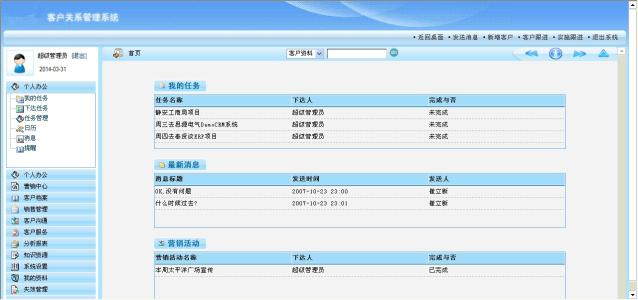 客户关系管理系统
•返回桌面 •发送消息 •新增客户 •客户跟进 •实施跟进 •退出系统
超级管理员 [退出]
2014-03-31
首页
客户资料
个人办公
我的任务
下达任务
任务管理
日历
消息
提醒
个人办公
营销中心
客户档案
销售管理
客户沟通
客户服务
分析报表
知识资源
系统设置
我的资料
失效管理
我的任务
任务名称 下达人 完成与否
静安工商局项目 超级管理员 未完成
周三去思源电气DemoCRM系统 超级管理员 未完成
周四去泰资谈ERP项目 超级管理员 未完成
最新消息
消息标题 发送时间 发送人
OK,没有问题 2007-10-23 23:00 崔立新
什么时候过去? 2007-10-23 23:01 崔立新
营销活动
营销活动名称 下达人 完成与否
本周太平洋广场宣传 超级管理员 已完成